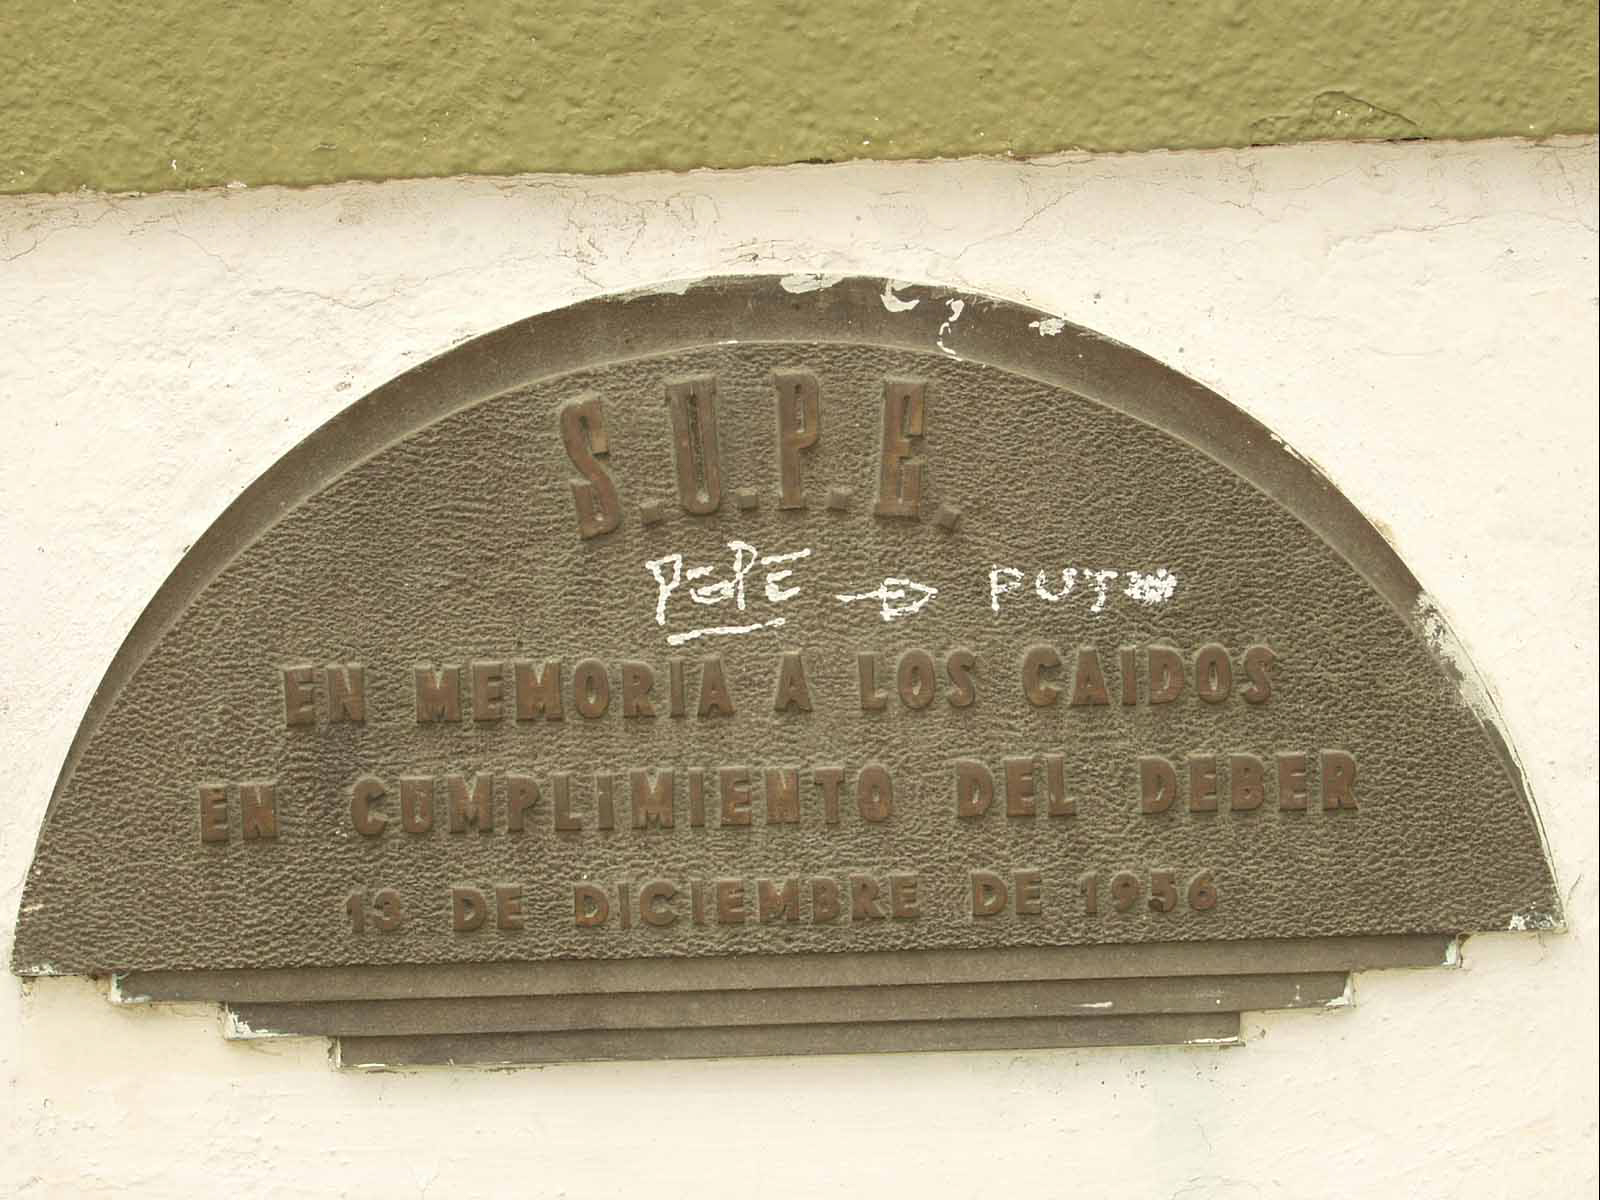 S.U.P.E.
PEPE → PUTO
EN MEMORIA A LOS CAIDOS
EN CUMPLIMIENTO DEL DEBER
13 DE DICIEMBRE DE 1956